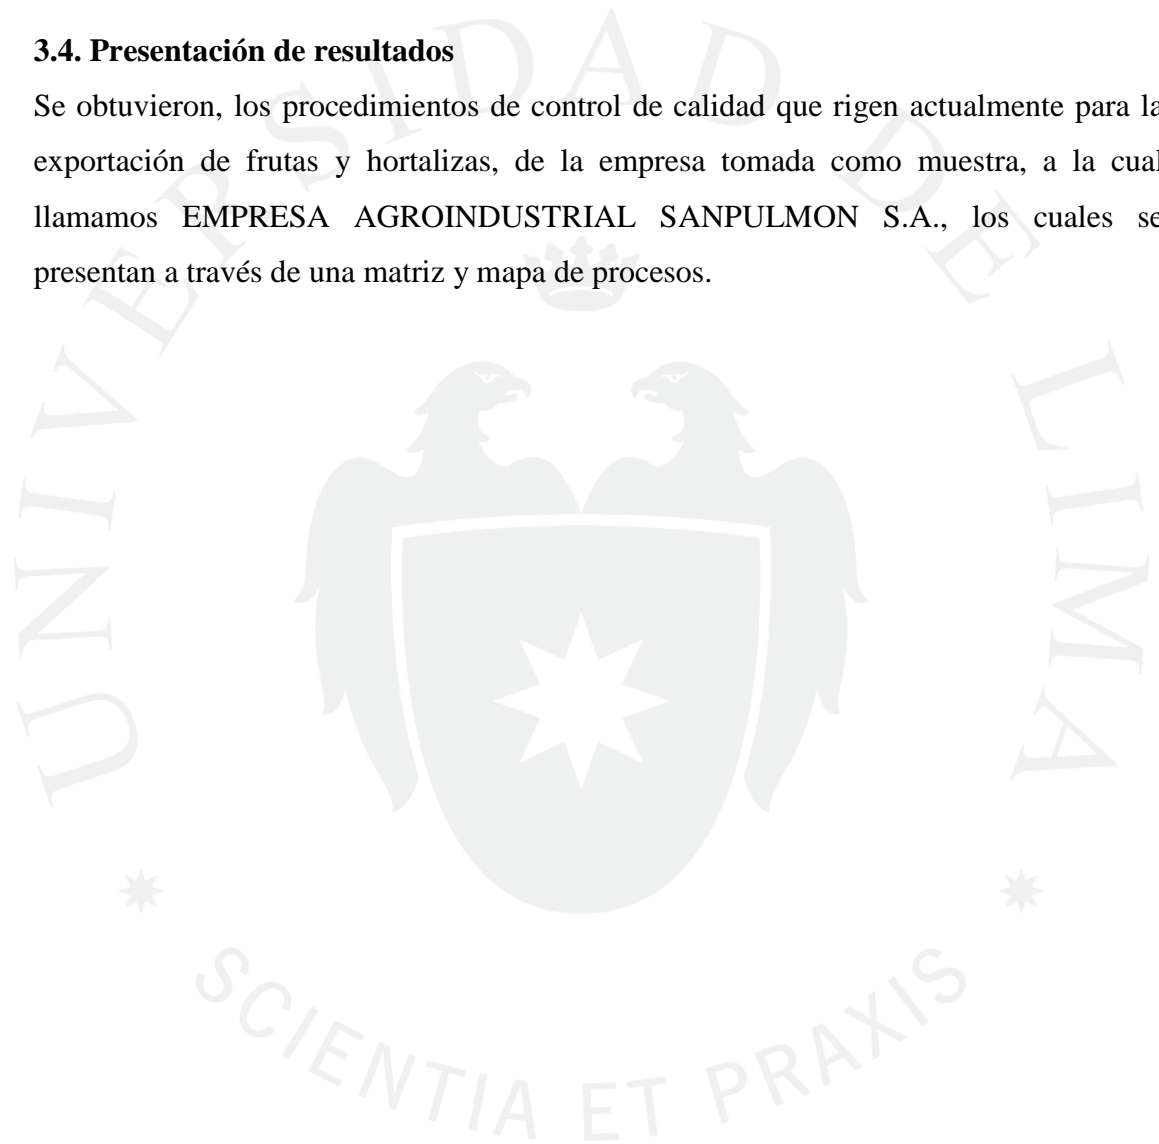 3.4. Presentación de resultados
Se obtuvieron, los procedimientos de control de calidad que rigen actualmente para la
exportación de frutas y hortalizas, de la empresa tomada como muestra, a la cual
llamamos EMPRESA AGROINDUSTRIAL SANPULMON S.A., los cuales se
presentan a través de una matriz y mapa de procesos.
UNIVERSIDAD DE LIMA
SCIENTIA ET PRAXIS